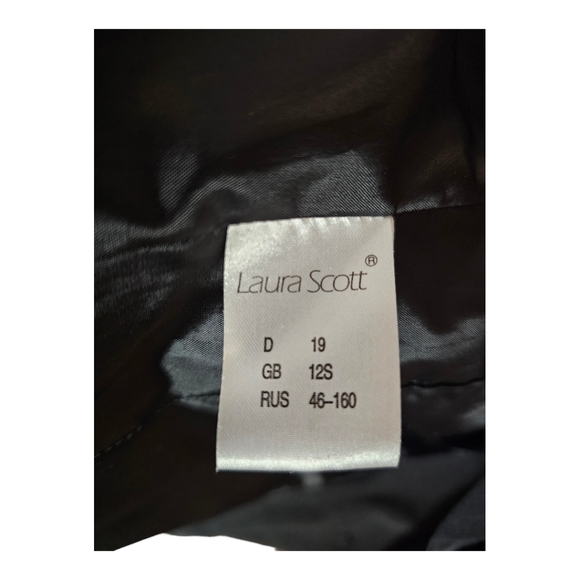 Laura Scott®
D 19
GB 12S
RUS 46–160